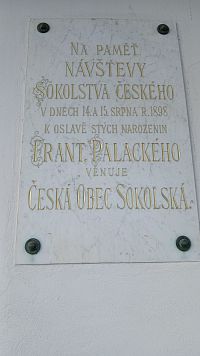 NA PAMĚŤ
NÁVŠTĚVY
SOKOLSTVA ČESKÉHO
V DNECH 14. A 15. SRPNA R. 1898
K OSLAVĚ STÝCH NAROZENIN
FRANT. PALACKÉHO
VĚNUJE
ČESKÁ OBEC SOKOLSKÁ.